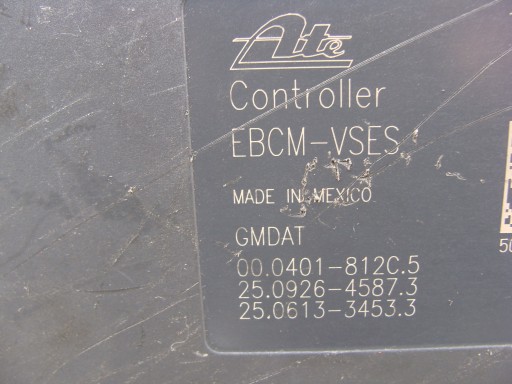 Ate
Controller
EBCM-VSES
MADE IN MEXICO
GMDAT
00.0401-812C.5
25.0926-4587.3
25.0613-3453.3